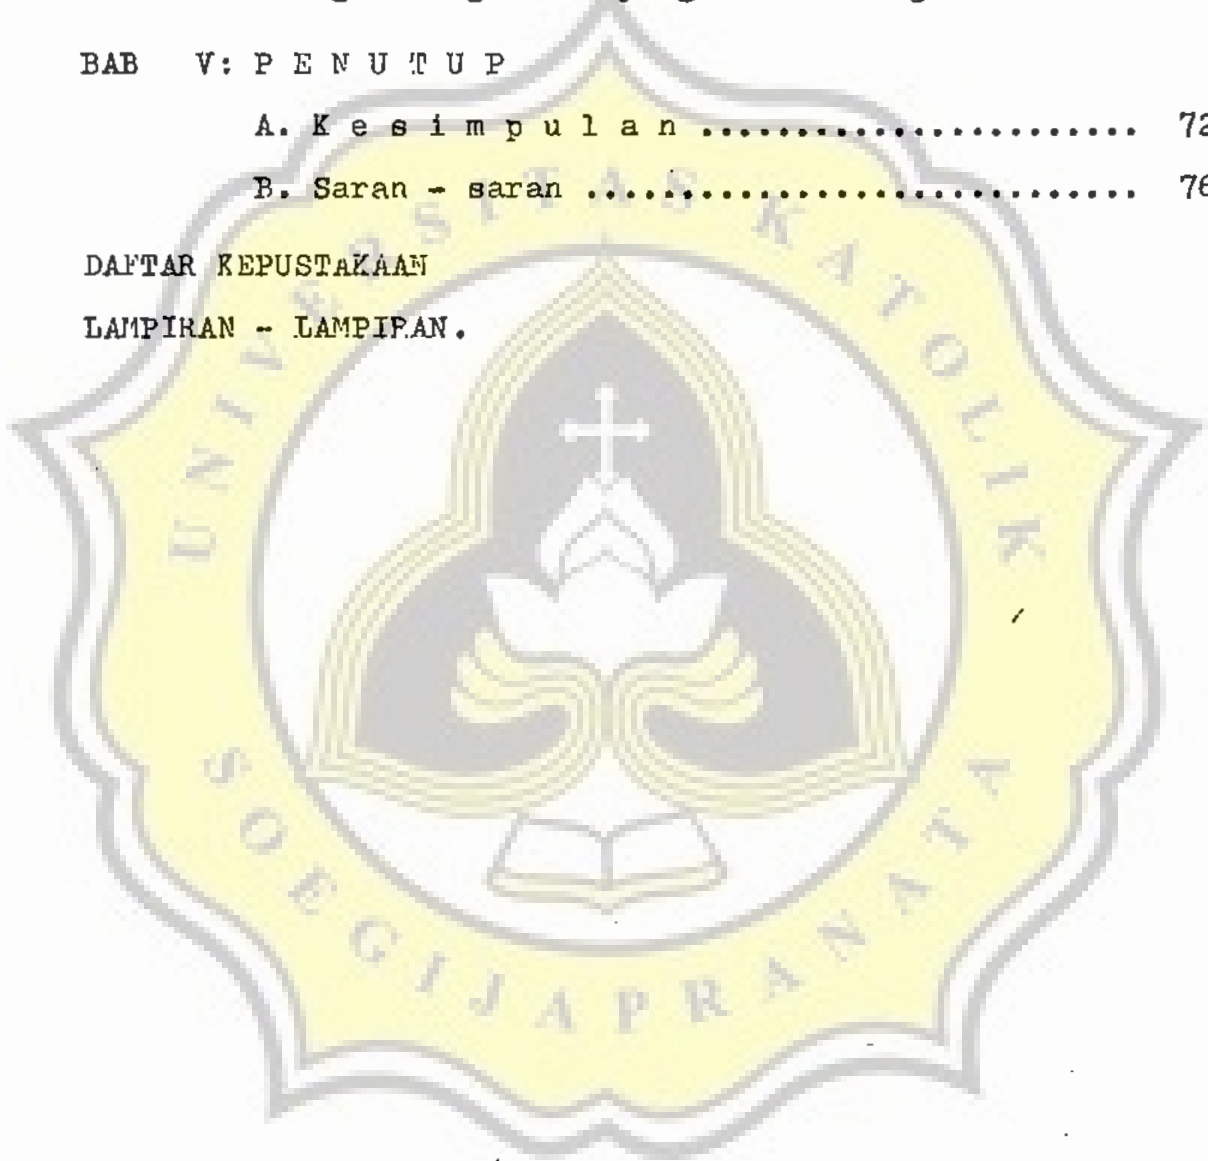 BAB V: P E N U T U P
A. K e s i m p u l a n ....................... 72
B. Saran - saran ............................. 76
DAFTAR KEPUSTAKAAN
LAMPIRAN - LAMPIRAN.
UNIVERSITAS KATOLIK
SOEGIJAPRANATA